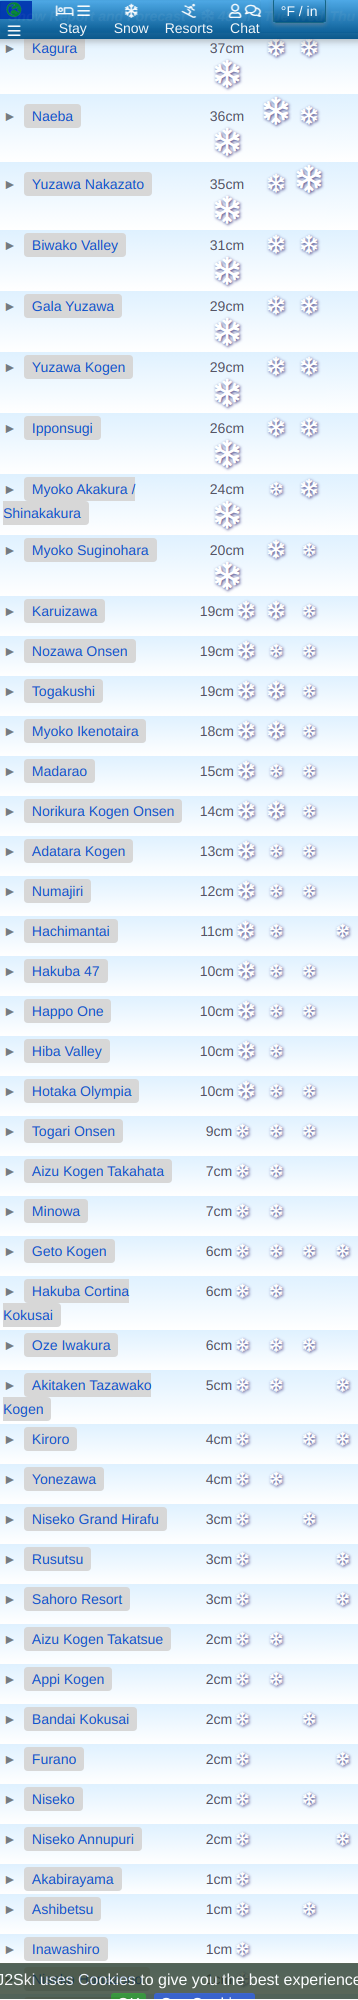 °F / in
Stay Snow Resorts Chat
Kagura 37cm
Naeba 36cm
Yuzawa Nakazato 35cm
Biwako Valley 31cm
Gala Yuzawa 29cm
Yuzawa Kogen 29cm
Ipponsugi 26cm
Myoko Akakura / 24cm
Shinakakura
Myoko Suginohara 20cm
Karuizawa 19cm
Nozawa Onsen 19cm
Togakushi 19cm
Myoko Ikenotaira 18cm
Madarao 15cm
Norikura Kogen Onsen 14cm
Adatara Kogen 13cm
Numajiri 12cm
Hachimantai 11cm
Hakuba 47 10cm
Happo One 10cm
Hiba Valley 10cm
Hotaka Olympia 10cm
Togari Onsen 9cm
Aizu Kogen Takahata 7cm
Minowa 7cm
Geto Kogen 6cm
Hakuba Cortina 6cm
Kokusai
Oze Iwakura 6cm
Akitaken Tazawako 5cm
Kogen
Kiroro 4cm
Yonezawa 4cm
Niseko Grand Hirafu 3cm
Rusutsu 3cm
Sahoro Resort 3cm
Aizu Kogen Takatsue 2cm
Appi Kogen 2cm
Bandai Kokusai 2cm
Furano 2cm
Niseko 2cm
Niseko Annupuri 2cm
Akabirayama 1cm
Ashibetsu 1cm
Inawashiro 1cm
J2Ski uses Cookies to give you the best experience